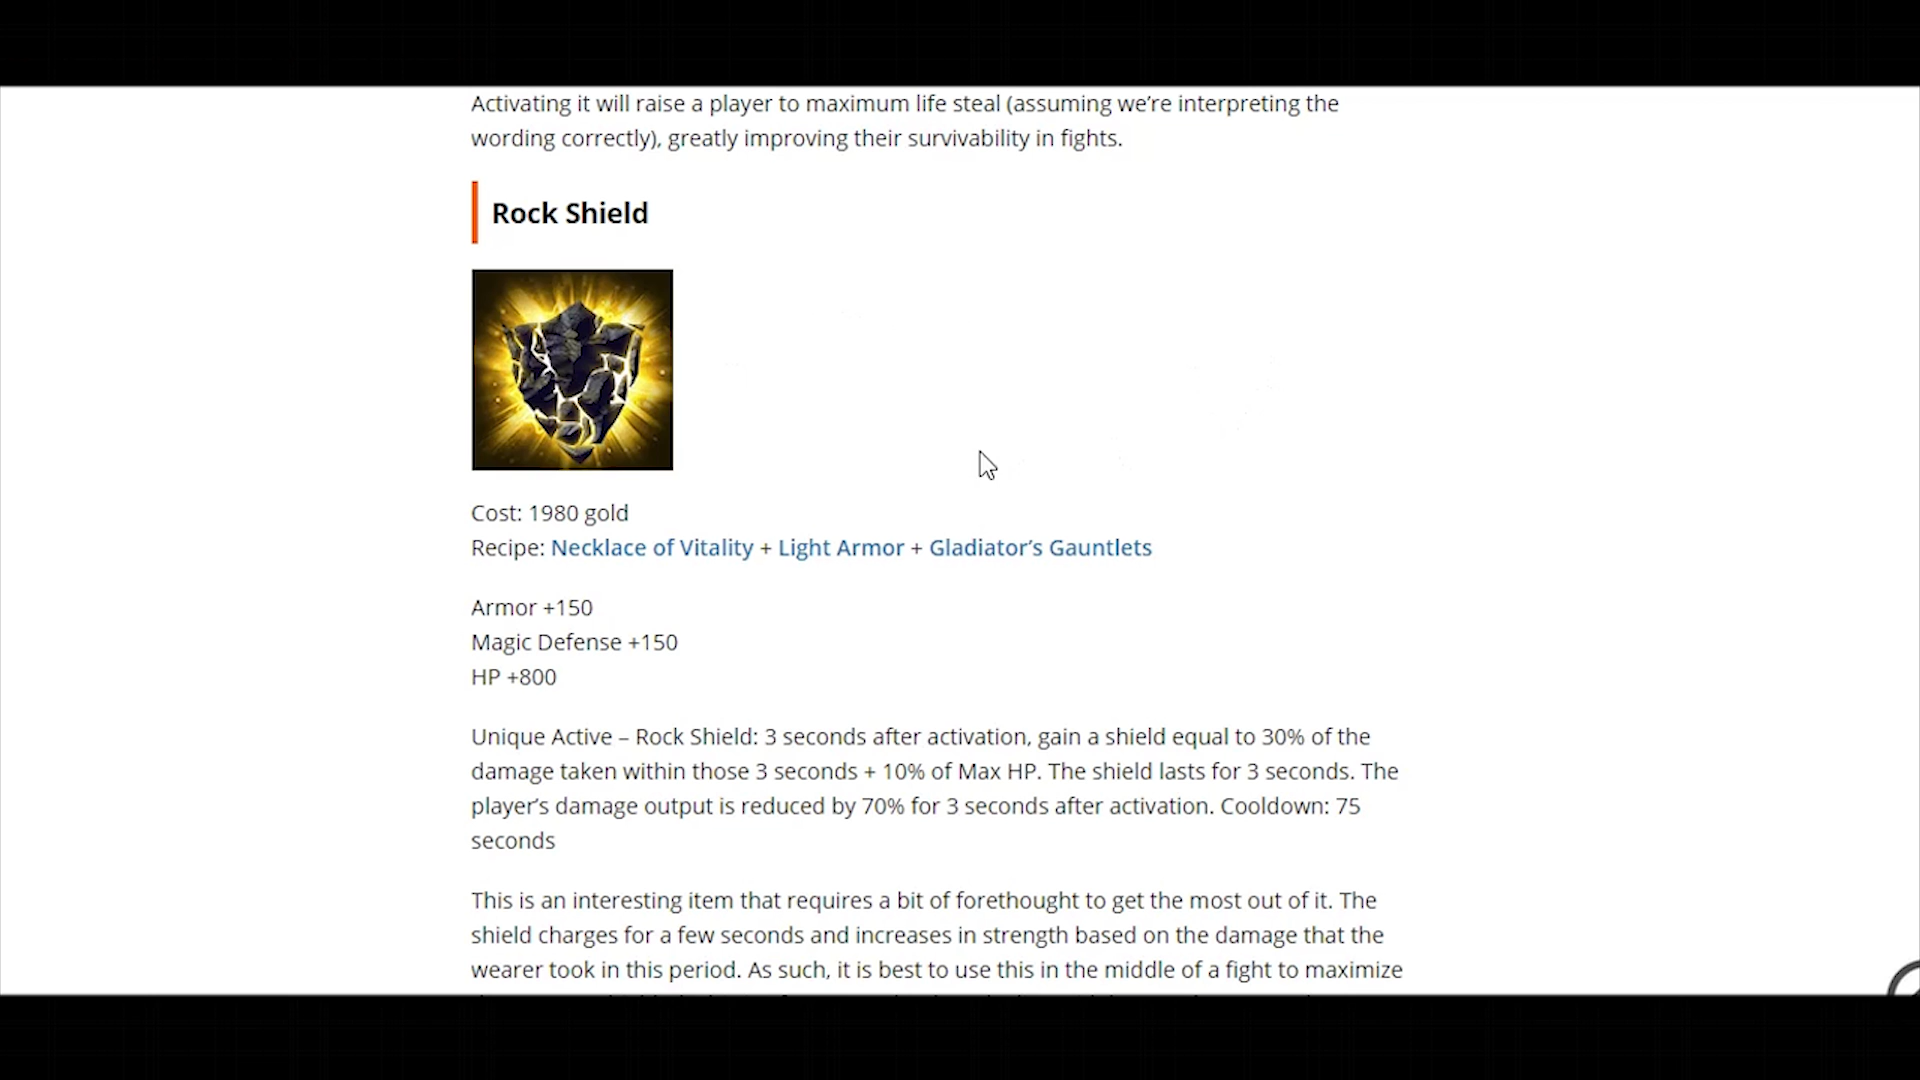 Activating it will raise a player to maximum life steal (assuming we’re interpreting the
wording correctly), greatly improving their survivability in fights.
Rock Shield
Cost: 1980 gold
Recipe: Necklace of Vitality + Light Armor + Gladiator’s Gauntlets
Armor +150
Magic Defense +150
HP +800
Unique Active – Rock Shield: 3 seconds after activation, gain a shield equal to 30% of the
damage taken within those 3 seconds + 10% of Max HP. The shield lasts for 3 seconds. The
player’s damage output is reduced by 70% for 3 seconds after activation. Cooldown: 75
seconds
This is an interesting item that requires a bit of forethought to get the most out of it. The
shield charges for a few seconds and increases in strength based on the damage that the
wearer took in this period. As such, it is best to use this in the middle of a fight to maximize